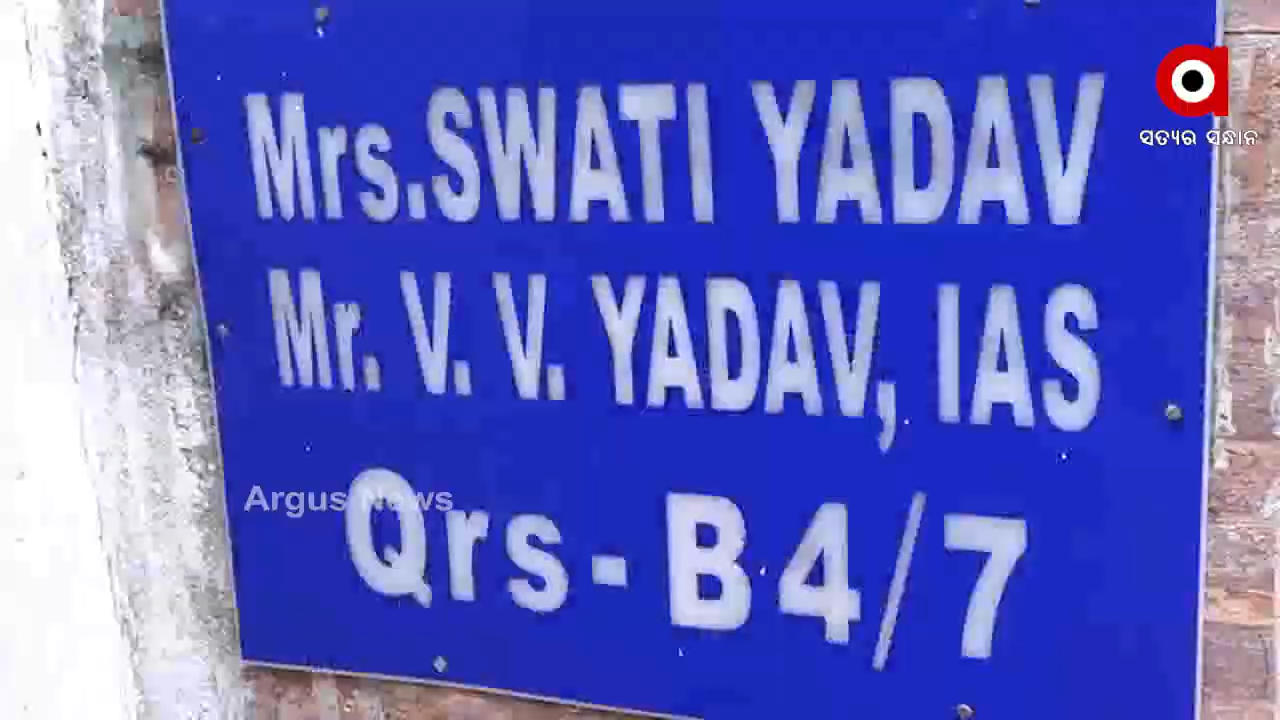 Mrs.SWATI YADAV
Mr. V. V. YADAV, IAS
Qrs-B4/7
Argus News
ସତ୍ୟର ସନ୍ଧାନ